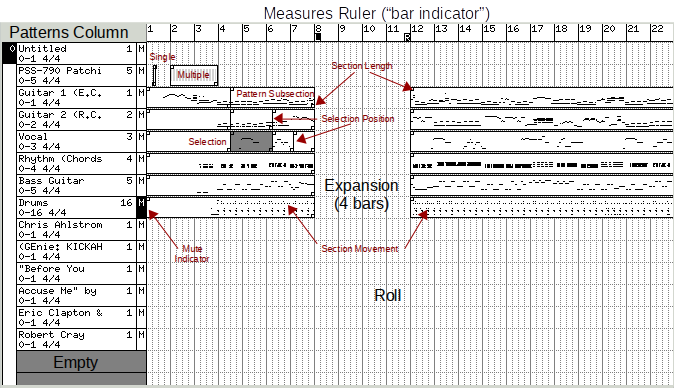 Measures Ruler ("bar indicator")
Patterns Column
1 2 3 4 5 6 7 8 9 10 11 12 13 14 15 16 17 18 19 20 21 22
0 Untitled 1 M
0-1 4/4
Single
PSS-790 Patchi 5 M
0-5 4/4
Multiple
Section Length
Guitar 1 (E.C. 1 M
0-1 4/4
Pattern Subsection
Guitar 2 (R.C. 2 M
0-2 4/4
Selection Position
Vocal 3 M
0-3 4/4
Selection
Rhythm (Chords 4 M
0-4 4/4
Bass Guitar 5 M
0-5 4/4
Expansion
(4 bars)
Drums 16 M
0-16 4/4
Chris Ahlstrom 1 M
0-1 4/4
(GEnie: KICKAH 1 M
0-1 4/4
Mute
Indicator
Section Movement
"Before You 1 M
0-1 4/4
Accuse Me" by 1 M
0-1 4/4
Roll
Eric Clapton & 1 M
0-1 4/4
Robert Cray 1 M
0-1 4/4
Empty